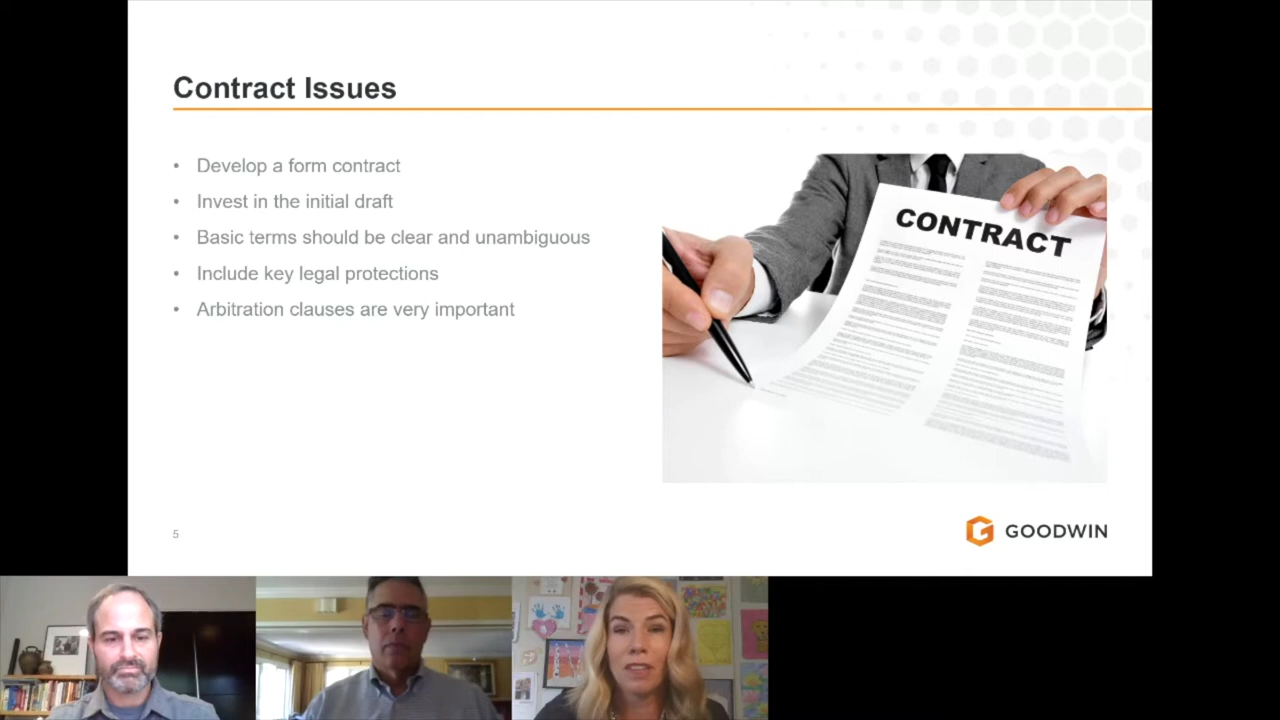 Contract Issues
• Develop a form contract
• Invest in the initial draft
• Basic terms should be clear and unambiguous
• Include key legal protections
• Arbitration clauses are very important
CONTRACT
5
GOODWIN